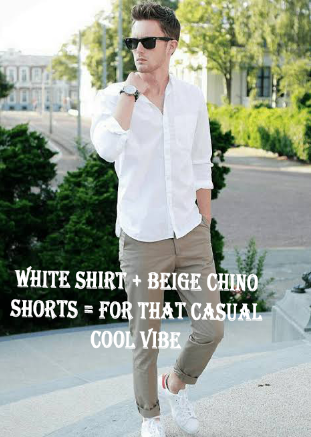 WHITE SHIRT + BEIGE CHINO
SHORTS = FOR THAT CASUAL
COOL VIBE